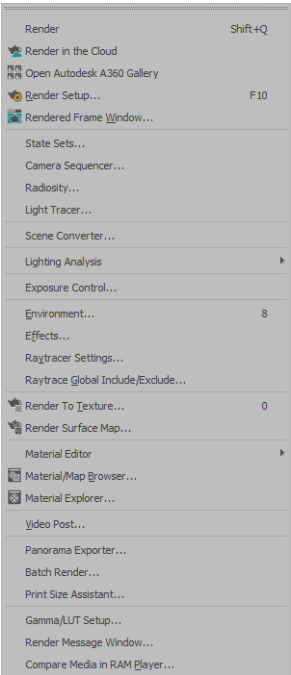 Render Shift+Q
Render in the Cloud
Open Autodesk A360 Gallery
Render Setup... F10
Rendered Frame Window...
State Sets...
Camera Sequencer...
Radiosity...
Light Tracer...
Scene Converter...
Lighting Analysis
Exposure Control...
Environment... 8
Effects...
Raytracer Settings...
Raytrace Global Include/Exclude...
Render To Texture... 0
Render Surface Map...
Material Editor
Material/Map Browser...
Material Explorer...
Video Post...
Panorama Exporter...
Batch Render...
Print Size Assistant...
Gamma/LUT Setup...
Render Message Window...
Compare Media in RAM Player...